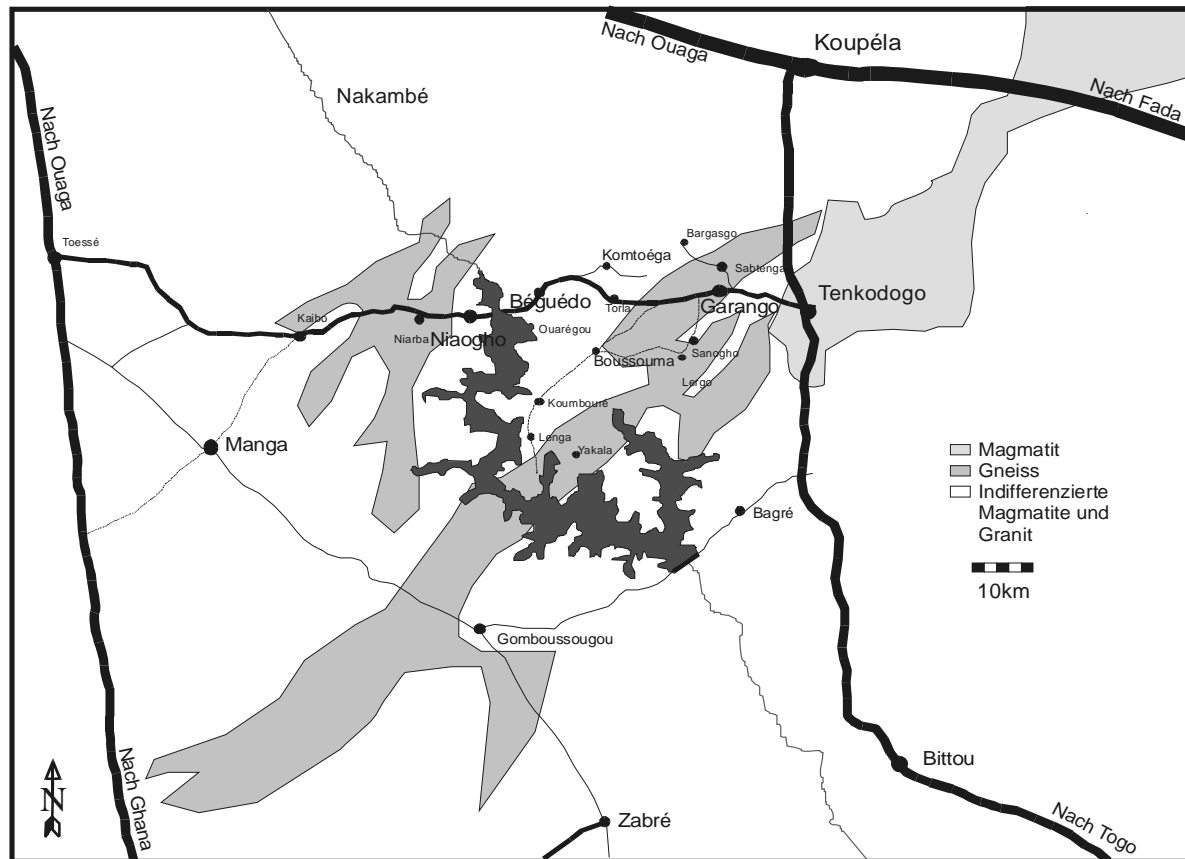 Nach Ouaga
Koupéla
Nach Fada
Nakambé
Nach Ouaga
Toessé
Bargasgo
Komtoéga
Sabtenga
Béguédo
Torla
Garango
Tenkodogo
Kaibo
Niarba
Niaogho
Ouarégou
Boussouma
Sanogho
Lergo
Koumbouré
Manga
Lenga
Yakala
Bagré
Magmatit
Gneiss
Indifferenzierte
Magmatite und
Granit
10km
Gomboussougou
Nach Ghana
N
Bittou
Zabré
Nach Togo